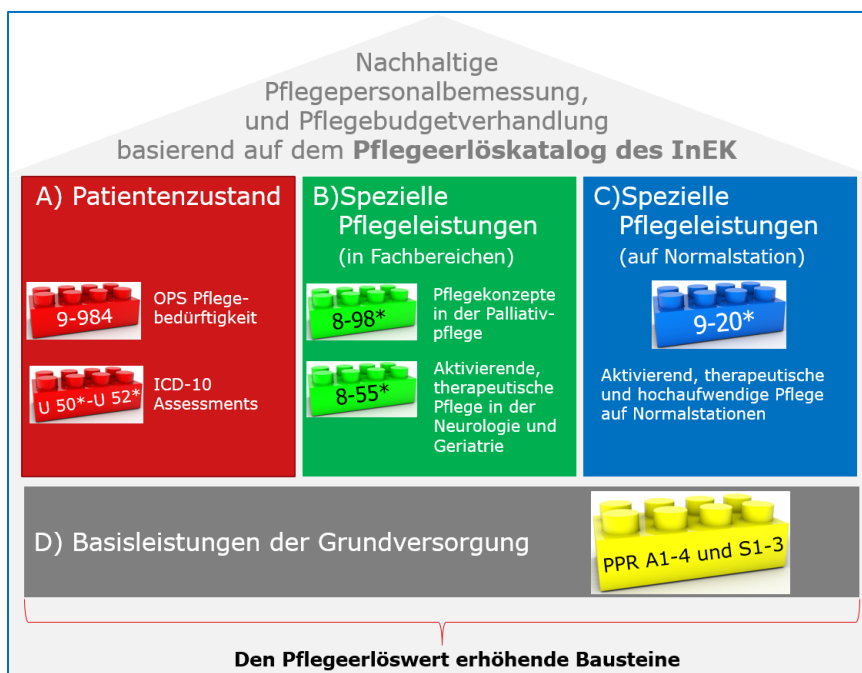 Nachhaltige
Pflegepersonalbemessung,
und Pflegebudgetverhandlung
basierend auf dem Pflegeerlöskatalog des InEK
A) Patientenzustand
9-984
OPS Pflege-
bedürftigkeit
U 50*-U 52*
ICD-10
Assessments
B)Spezielle
Pflegeleistungen
(in Fachbereichen)
8-98*
Pflegekonzepte
in der Palliativ-
pflege
8-55*
Aktivierende,
therapeutische
Pflege in der
Neurologie und
Geriatrie
C)Spezielle
Pflegeleistungen
(auf Normalstation)
9-20*
Aktivierend, therapeutische
und hochaufwendige Pflege
auf Normalstationen
D) Basisleistungen der Grundversorgung
PPR A1-4 und S1-3
Den Pflegeerlöswert erhöhende Bausteine